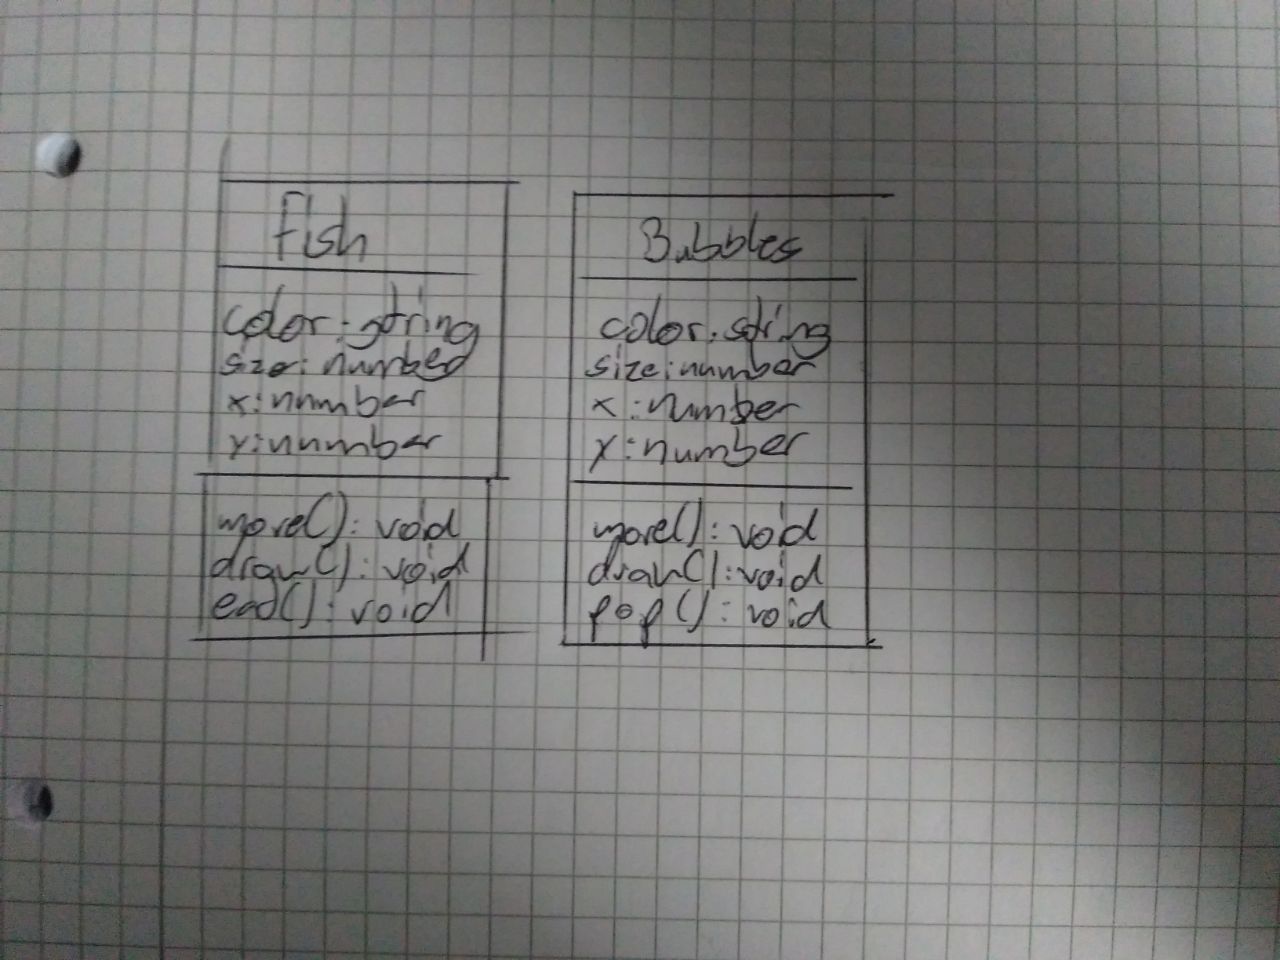 Fish
color: string
size: number
x: number
y: number
move(): void
draw(): void
ead(): void
Bubbles
color: string
size: number
x: number
y: number
move(): void
draw(): void
pop(): void